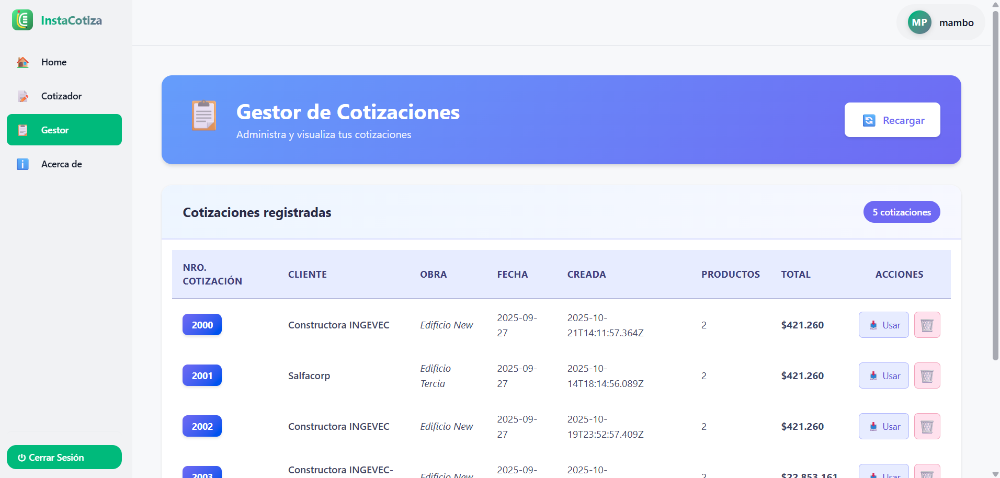 InstaCotiza
MP
mambo
Home
Cotizador
Gestor
Acerca de
Cerrar Sesión
Gestor de Cotizaciones
Administra y visualiza tus cotizaciones
Recargar
Cotizaciones registradas
5 cotizaciones
NRO.
COTIZACIÓN
CLIENTE
OBRA
FECHA
CREADA
PRODUCTOS
TOTAL
ACCIONES
2000
Constructora INGEVEC
Edificio New
2025-09-
27
2025-10-
21T14:11:57.364Z
2
$421.260
Usar
2001
Salfacorp
Edificio
Tercia
2025-09-
27
2025-10-
14T18:14:56.089Z
2
$421.260
Usar
2002
Constructora INGEVEC
Edificio New
2025-09-
27
2025-10-
19T23:52:57.409Z
2
$421.260
Usar
2003
Constructora INGEVEC-
Edificio New
2025-09-
2025-10-
2
$22.853.161
Usar